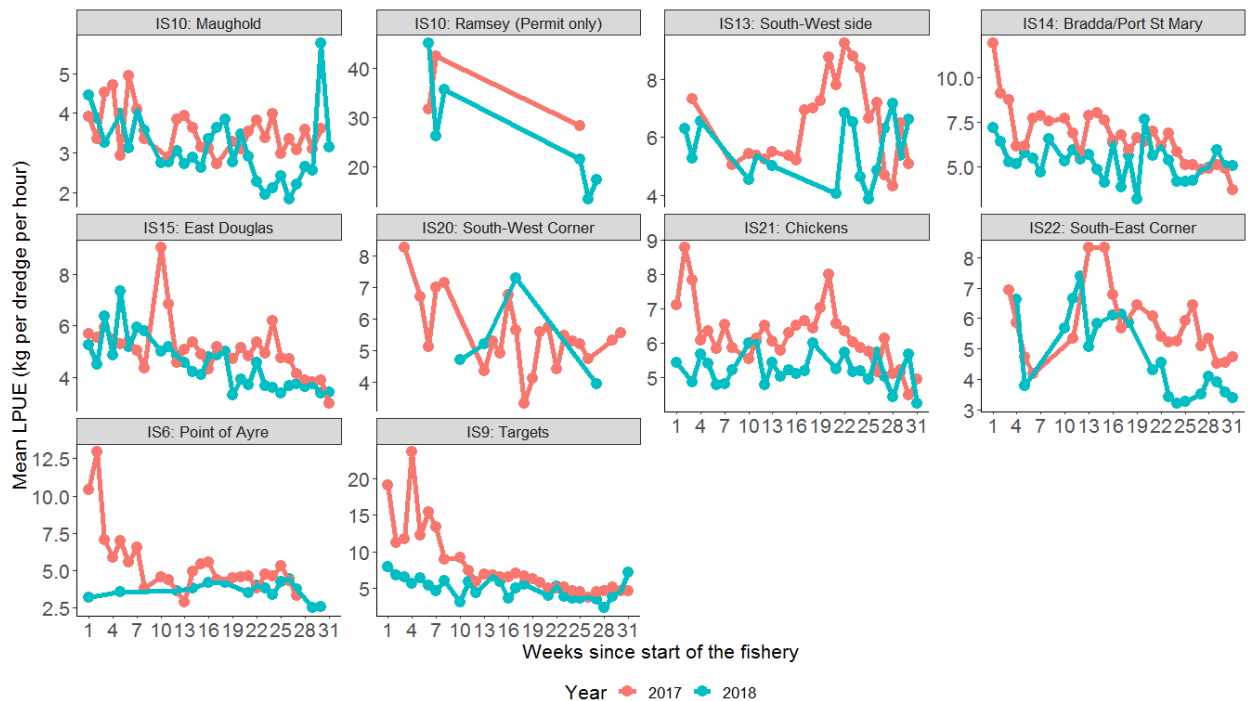 IS10: Maughold
IS10: Ramsey (Permit only)
IS13: South-West side
IS14: Bradda/Port St Mary
5
4
3
2
40
30
20
8
6
4
10.0
7.5
5.0
IS15: East Douglas
IS20: South-West Corner
IS21: Chickens
IS22: South-East Corner
8
6
4
8
7
6
5
4
9
8
7
6
5
8
7
6
5
4
3
1 4 7 10 13 16 19 22 25 28 31
1 4 7 10 13 16 19 22 25 28 31
IS6: Point of Ayre
IS9: Targets
12.5
10.0
7.5
5.0
2.5
20
15
10
5
1 4 7 10 13 16 19 22 25 28 31
1 4 7 10 13 16 19 22 25 28 31
Mean LPUE (kg per dredge per hour)
Weeks since start of the fishery
Year 2017 2018